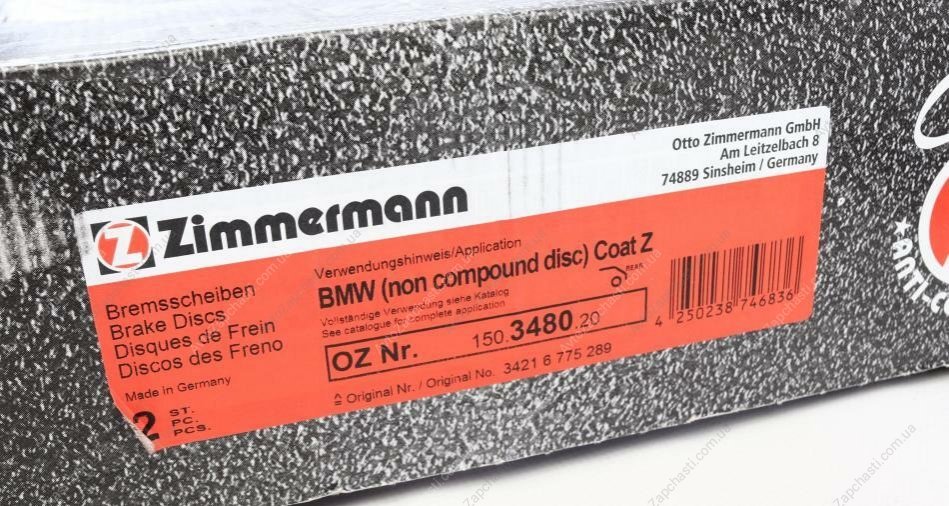 Otto Zimmermann GmbH
Am Leitzelbach 8
74889 Sinsheim / Germany
Z Zimmermann
Bremsscheiben
Brake Discs
Disques de Frein
Discos des Freno
Made in Germany
2 ST.
PC.
PCS.
Verwendungshinweis/Application
BMW (non compound disc) Coat Z
REAR
Vollständige Verwendung siehe Katalog
See catalogue for complete application
OZ Nr. 150.3480.20
≙ Original Nr. / Original No. 3421 6 775 289
4 250238 746836
Zapchasti.com.ua